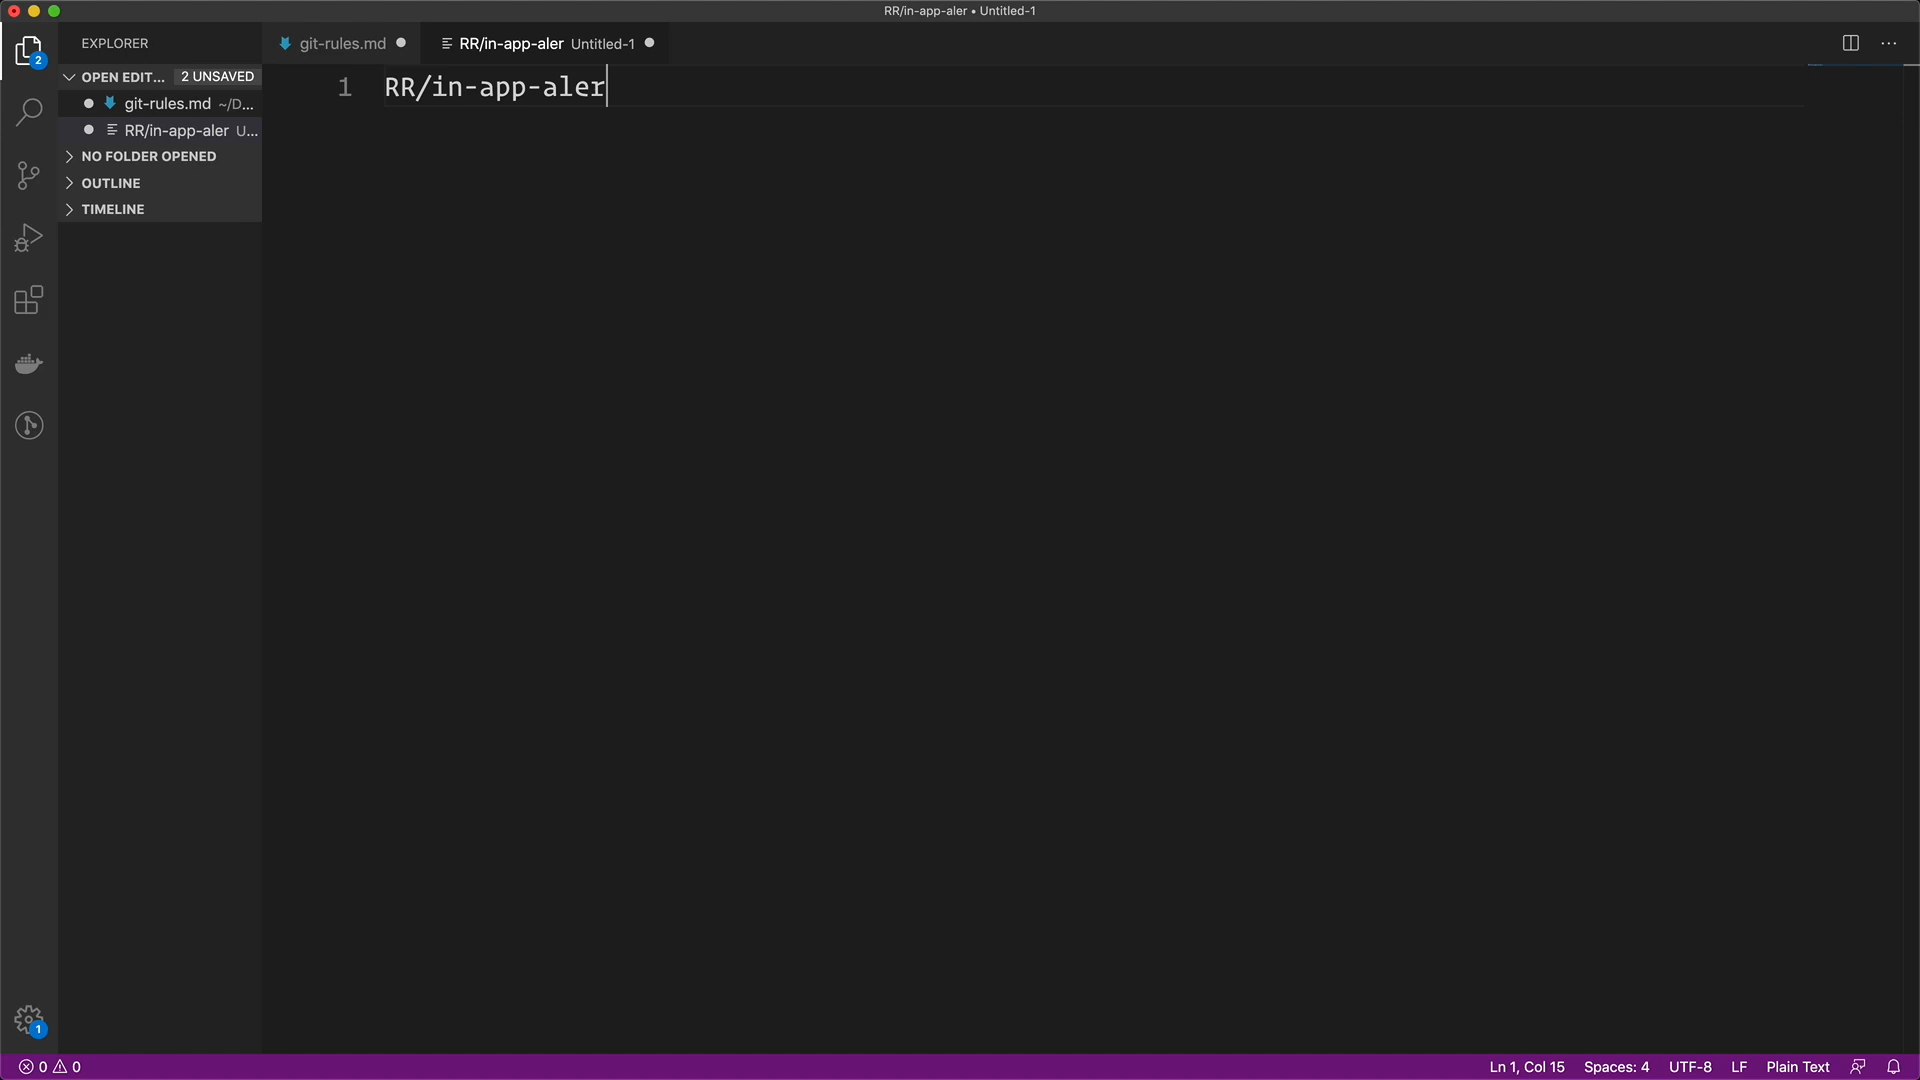 RR/in-app-aler • Untitled-1
EXPLORER
git-rules.md
RR/in-app-aler Untitled-1
2
OPEN EDIT... 2 UNSAVED
git-rules.md ~/D...
RR/in-app-aler U...
NO FOLDER OPENED
OUTLINE
TIMELINE
1 RR/in-app-aler
1
0 0
Ln 1, Col 15 Spaces: 4 UTF-8 LF Plain Text